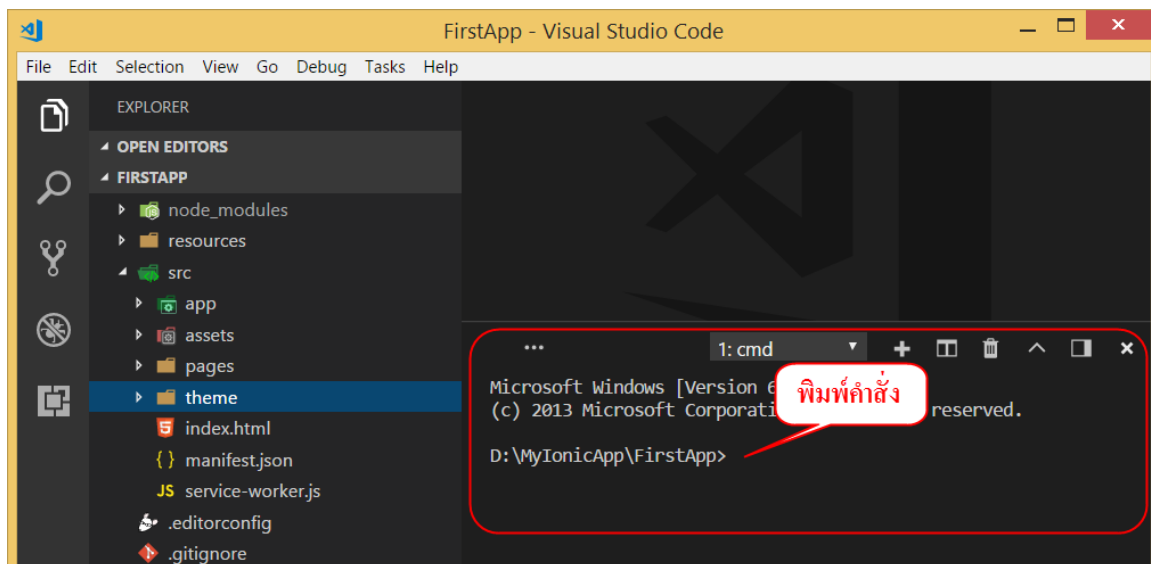 FirstApp - Visual Studio Code
File Edit Selection View Go Debug Tasks Help
EXPLORER
OPEN EDITORS
FIRSTAPP
node_modules
resources
src
app
assets
pages
theme
index.html
{ } manifest.json
JS service-worker.js
.editorconfig
.gitignore
1: cmd
Microsoft Windows [Version 6
(c) 2013 Microsoft Corporati reserved.
พิมพ์คำสั่ง
D:\MyIonicApp\FirstApp>